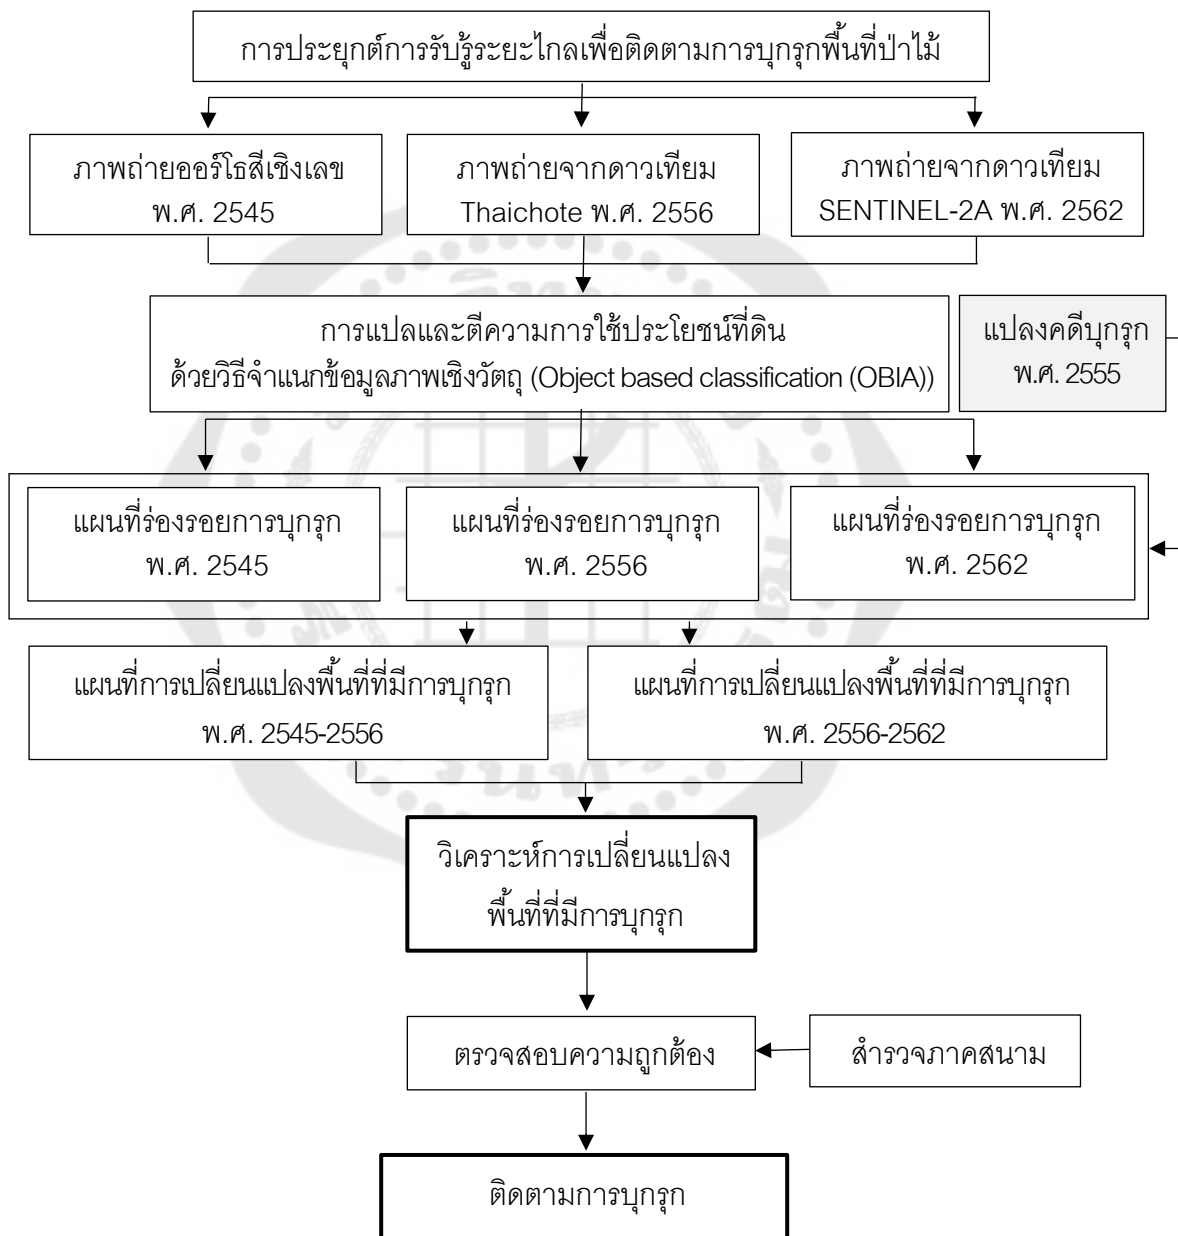 การประยุกต์การรับรู้ระยะไกลเพื่อติดตามการบุกรุกพื้นที่ป่าไม้
ภาพถ่ายออร์โธสีเชิงเลข
พ.ศ. 2545
ภาพถ่ายจากดาวเทียม
Thaichote พ.ศ. 2556
ภาพถ่ายจากดาวเทียม
SENTINEL-2A พ.ศ. 2562
การแปลและตีความการใช้ประโยชน์ที่ดิน
ด้วยวิธีจำแนกข้อมูลภาพเชิงวัตถุ (Object based classification (OBIA))
แปลงคดีบุกรุก
พ.ศ. 2555
แผนที่ร่องรอยการบุกรุก
พ.ศ. 2545
แผนที่ร่องรอยการบุกรุก
พ.ศ. 2556
แผนที่ร่องรอยการบุกรุก
พ.ศ. 2562
แผนที่การเปลี่ยนแปลงพื้นที่ที่มีการบุกรุก
พ.ศ. 2545-2556
แผนที่การเปลี่ยนแปลงพื้นที่ที่มีการบุกรุก
พ.ศ. 2556-2562
วิเคราะห์การเปลี่ยนแปลง
พื้นที่ที่มีการบุกรุก
ตรวจสอบความถูกต้อง
สำรวจภาคสนาม
ติดตามการบุกรุก